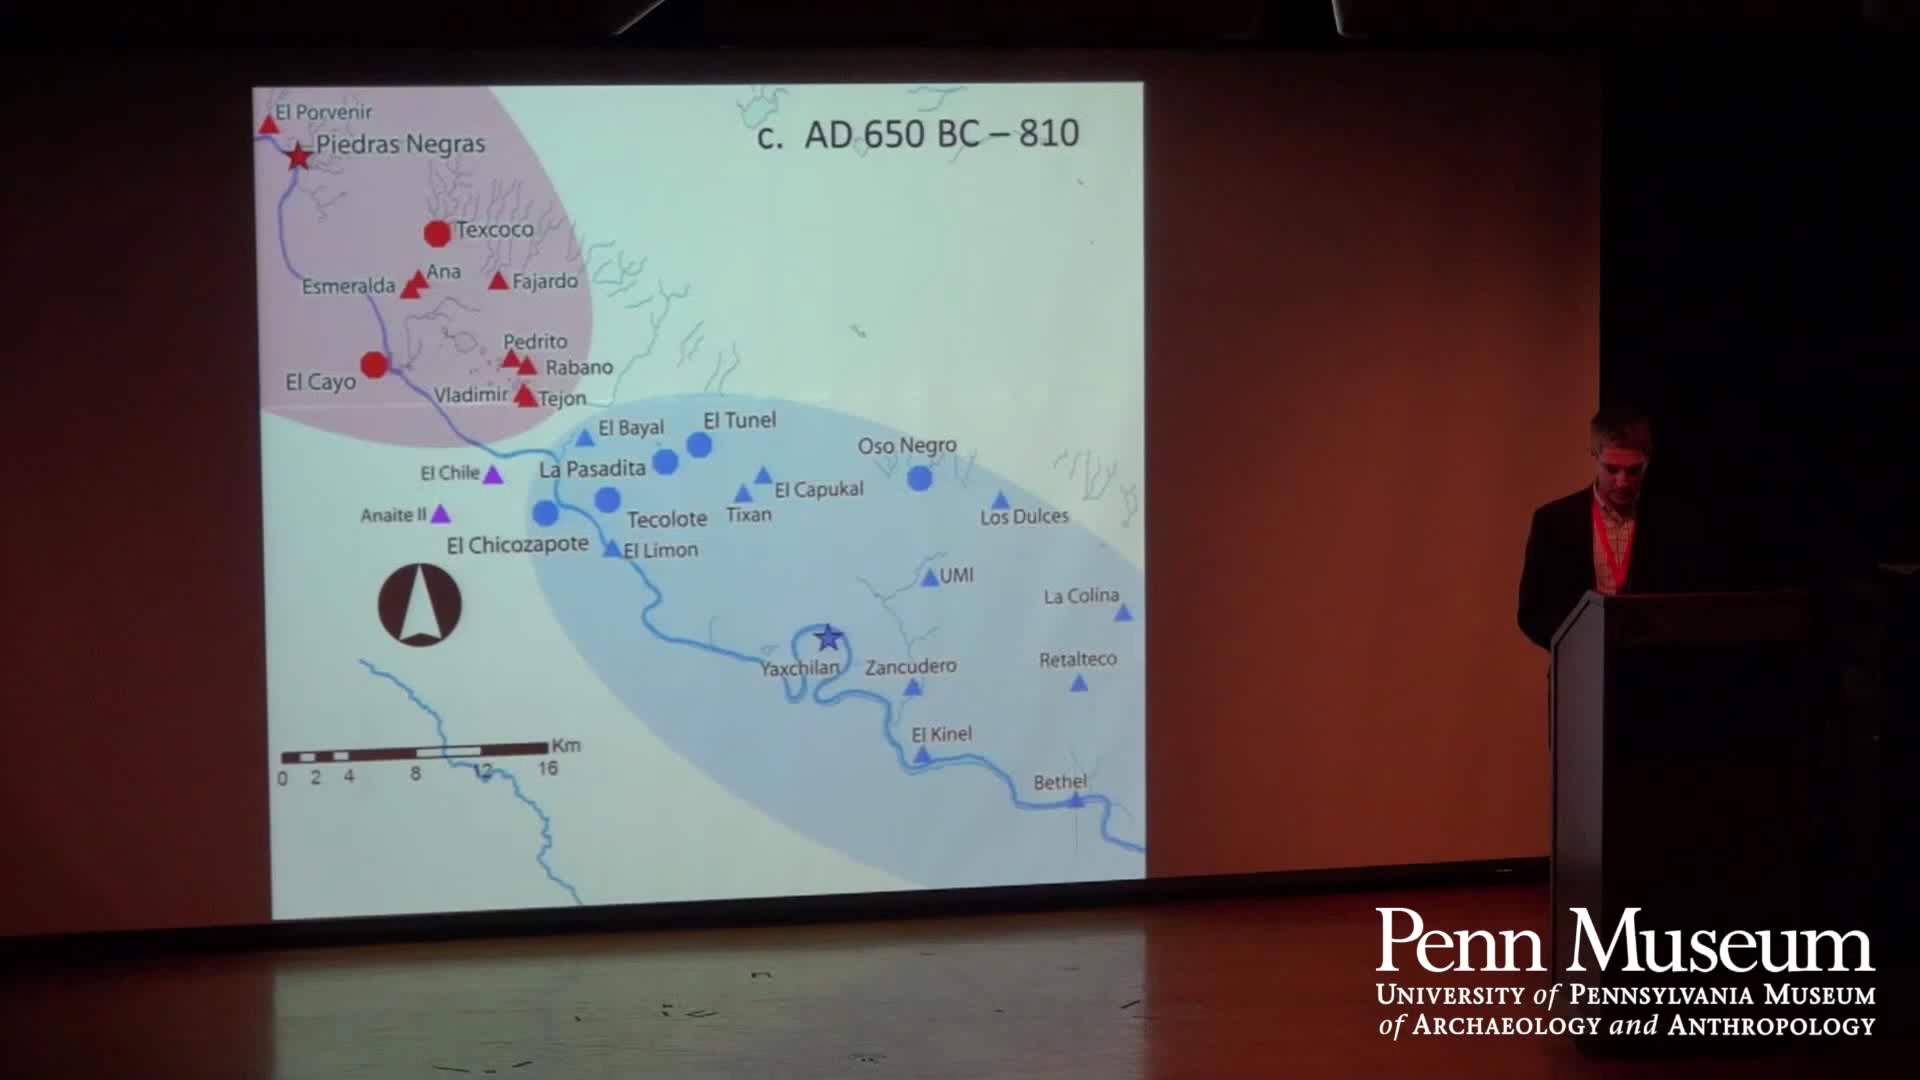 El Porvenir
c. AD 650 BC – 810
Piedras Negras
Texcoco
Ana
Esmeralda
Fajardo
Pedrito
Rabano
El Cayo
Vladimir
Tejon
El Bayal
El Tunel
Oso Negro
El Chile
La Pasadita
El Capukal
Anaite II
Tecolote
Tixan
Los Dulces
El Chicozapote
El Limon
UMI
La Colina
Yaxchilan
Zancudero
Retalteco
El Kinel
Km
0 2 4 8 12 16
Bethel
Penn Museum
UNIVERSITY of PENNSYLVANIA MUSEUM
of ARCHAEOLOGY and ANTHROPOLOGY